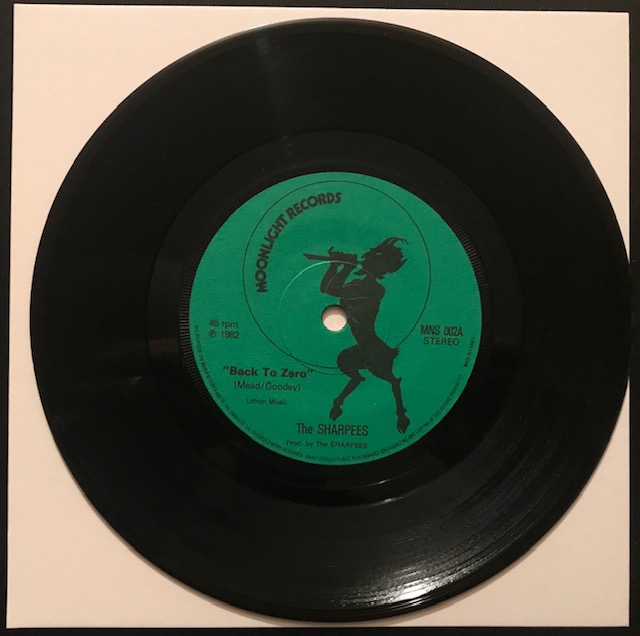 MOONLIGHT RECORDS
45 rpm
℗ 1982
MNS 002A
STEREO
"Back To Zero"
(Mead/Goodey)
Lithon Music
The SHARPEES
Prod. by The SHARPEES